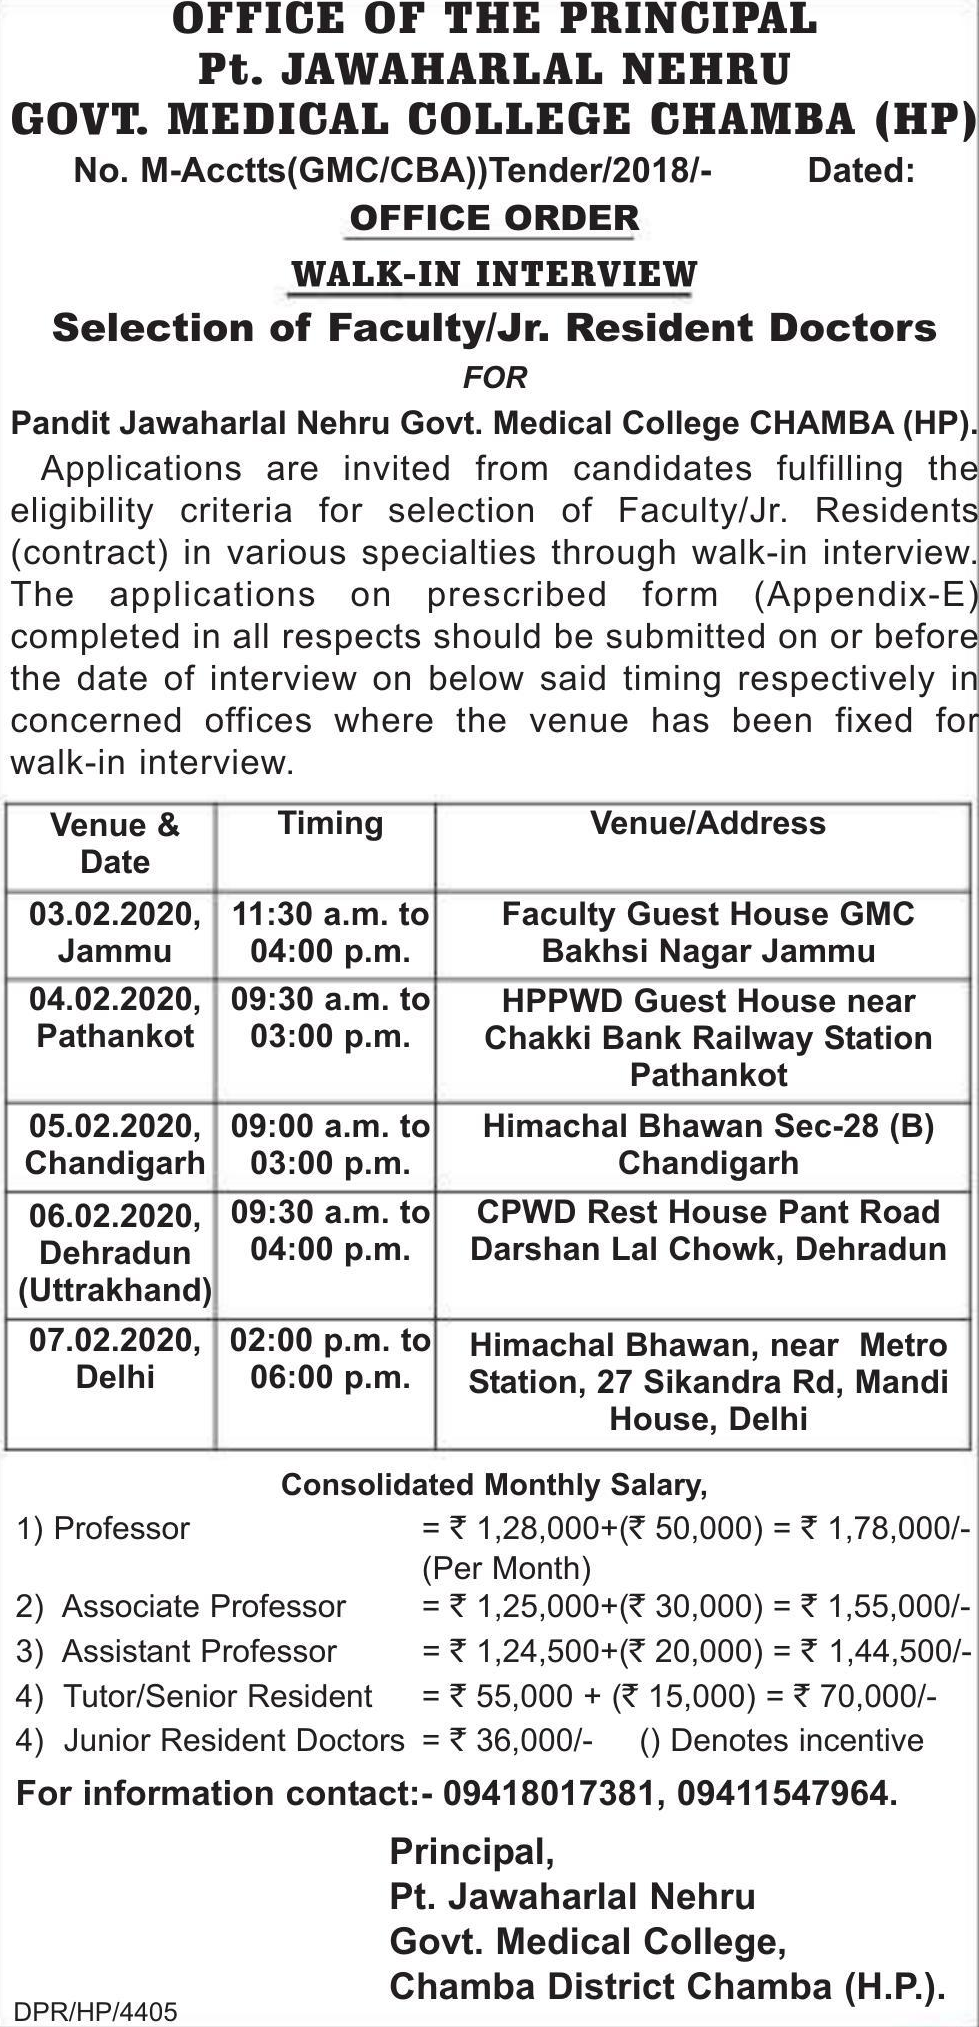 OFFICE OF THE PRINCIPAL
Pt. JAWAHARLAL NEHRU
GOVT. MEDICAL COLLEGE CHAMBA (HP)
No. M-Acctts(GMC/CBA))Tender/2018/- Dated:
OFFICE ORDER
WALK-IN INTERVIEW
Selection of Faculty/Jr. Resident Doctors
FOR
Pandit Jawaharlal Nehru Govt. Medical College CHAMBA (HP).
Applications are invited from candidates fulfilling the
eligibility criteria for selection of Faculty/Jr. Residents
(contract) in various specialties through walk-in interview.
The applications on prescribed form (Appendix-E)
completed in all respects should be submitted on or before
the date of interview on below said timing respectively in
concerned offices where the venue has been fixed for
walk-in interview.
Venue & Timing Venue/Address
Date
03.02.2020, 11:30 a.m. to Faculty Guest House GMC
Jammu 04:00 p.m. Bakhsi Nagar Jammu
04.02.2020, 09:30 a.m. to HPPWD Guest House near
Pathankot 03:00 p.m. Chakki Bank Railway Station
Pathankot
05.02.2020, 09:00 a.m. to Himachal Bhawan Sec-28 (B)
Chandigarh 03:00 p.m. Chandigarh
06.02.2020, 09:30 a.m. to CPWD Rest House Pant Road
Dehradun 04:00 p.m. Darshan Lal Chowk, Dehradun
(Uttrakhand)
07.02.2020, 02:00 p.m. to Himachal Bhawan, near Metro
Delhi 06:00 p.m. Station, 27 Sikandra Rd, Mandi
House, Delhi
Consolidated Monthly Salary,
1) Professor = ₹ 1,28,000+(₹ 50,000) = ₹ 1,78,000/-
(Per Month)
2) Associate Professor = ₹ 1,25,000+(₹ 30,000) = ₹ 1,55,000/-
3) Assistant Professor = ₹ 1,24,500+(₹ 20,000) = ₹ 1,44,500/-
4) Tutor/Senior Resident = ₹ 55,000 + (₹ 15,000) = ₹ 70,000/-
4) Junior Resident Doctors = ₹ 36,000/- () Denotes incentive
For information contact:- 09418017381, 09411547964.
Principal,
Pt. Jawaharlal Nehru
Govt. Medical College,
Chamba District Chamba (H.P.).
DPR/HP/4405